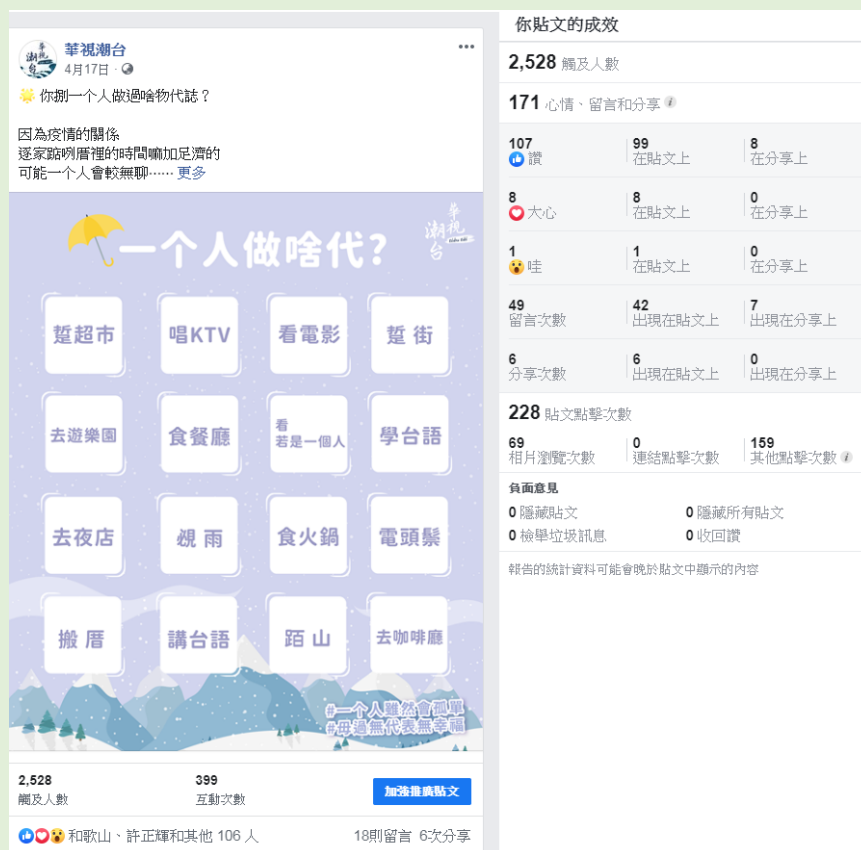 華視潮台
4月17日
你捌一个人做過啥物代誌？
因為疫情的關係
逐家踮咧厝裡的時間嘛加足濟的
可能一个人會較無聊…… 更多
華視潮台
一个人做啥代?
踅超市 唱KTV 看電影 踅街
去遊樂園 食餐廳 看若是一個人 學台語
去夜店 覕雨 食火鍋 電頭鬃
搬厝 講台語 𬦰山 去咖啡廳
#一个人雖然會孤單
#毋過無代表無幸福
2,528 399
觸及人數 互動次數 加強推廣貼文
和歌山、許正輝和其他 106 人 18則留言 6次分享
你貼文的成效
2,528 觸及人數
171 心情、留言和分享
107 99 8
讚 在貼文上 在分享上
8 8 0
大心 在貼文上 在分享上
1 1 0
哇 在貼文上 在分享上
49 42 7
留言次數 出現在貼文上 出現在分享上
6 6 0
分享次數 出現在貼文上 出現在分享上
228 貼文點擊次數
69 0 159
相片瀏覽次數 連結點擊次數 其他點擊次數
負面意見
0 隱藏貼文 0 隱藏所有貼文
0 檢舉垃圾訊息 0 收回讚
報告的統計資料可能會晚於貼文中顯示的內容